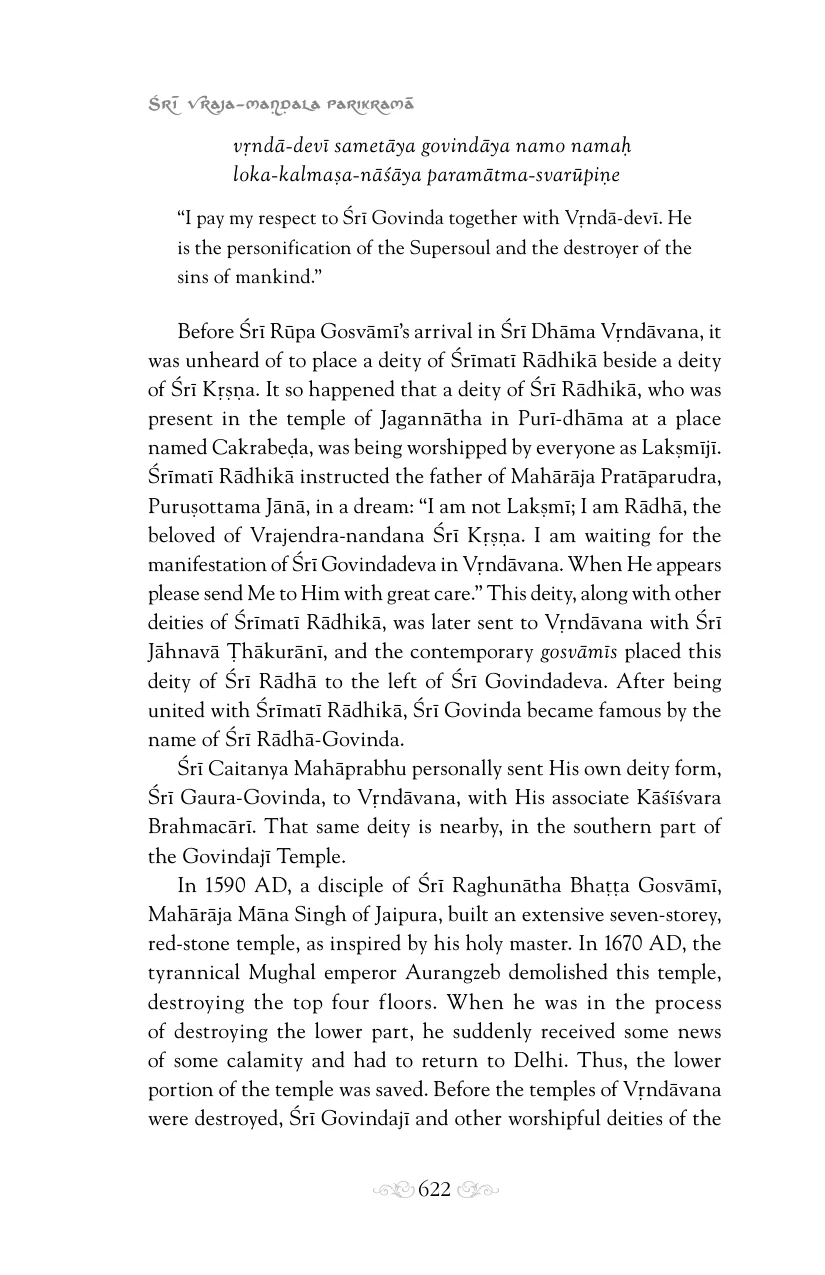 Śrī Vraja-maṇḍala Parikramā
vṛndā-devī sametāya govindāya namo namaḥ
loka-kalmaṣa-nāśāya paramātma-svarūpiṇe
“I pay my respect to Śrī Govinda together with Vṛndā-devī. He
is the personification of the Supersoul and the destroyer of the
sins of mankind.”
Before Śrī Rūpa Gosvāmī’s arrival in Śrī Dhāma Vṛndāvana, it
was unheard of to place a deity of Śrīmatī Rādhikā beside a deity
of Śrī Kṛṣṇa. It so happened that a deity of Śrī Rādhikā, who was
present in the temple of Jagannātha in Purī-dhāma at a place
named Cakrabeḍa, was being worshipped by everyone as Lakṣmījī.
Śrīmatī Rādhikā instructed the father of Mahārāja Pratāparudra,
Puruṣottama Jānā, in a dream: “I am not Lakṣmī; I am Rādhā, the
beloved of Vrajendra-nandana Śrī Kṛṣṇa. I am waiting for the
manifestation of Śrī Govindadeva in Vṛndāvana. When He appears
please send Me to Him with great care.” This deity, along with other
deities of Śrīmatī Rādhikā, was later sent to Vṛndāvana with Śrī
Jāhnavā Ṭhākurānī, and the contemporary gosvāmīs placed this
deity of Śrī Rādhā to the left of Śrī Govindadeva. After being
united with Śrīmatī Rādhikā, Śrī Govinda became famous by the
name of Śrī Rādhā-Govinda.
Śrī Caitanya Mahāprabhu personally sent His own deity form,
Śrī Gaura-Govinda, to Vṛndāvana, with His associate Kāśīśvara
Brahmacārī. That same deity is nearby, in the southern part of
the Govindajī Temple.
In 1590 AD, a disciple of Śrī Raghunātha Bhaṭṭa Gosvāmī,
Mahārāja Māna Singh of Jaipura, built an extensive seven-storey,
red-stone temple, as inspired by his holy master. In 1670 AD, the
tyrannical Mughal emperor Aurangzeb demolished this temple,
destroying the top four floors. When he was in the process
of destroying the lower part, he suddenly received some news
of some calamity and had to return to Delhi. Thus, the lower
portion of the temple was saved. Before the temples of Vṛndāvana
were destroyed, Śrī Govindajī and other worshipful deities of the
622